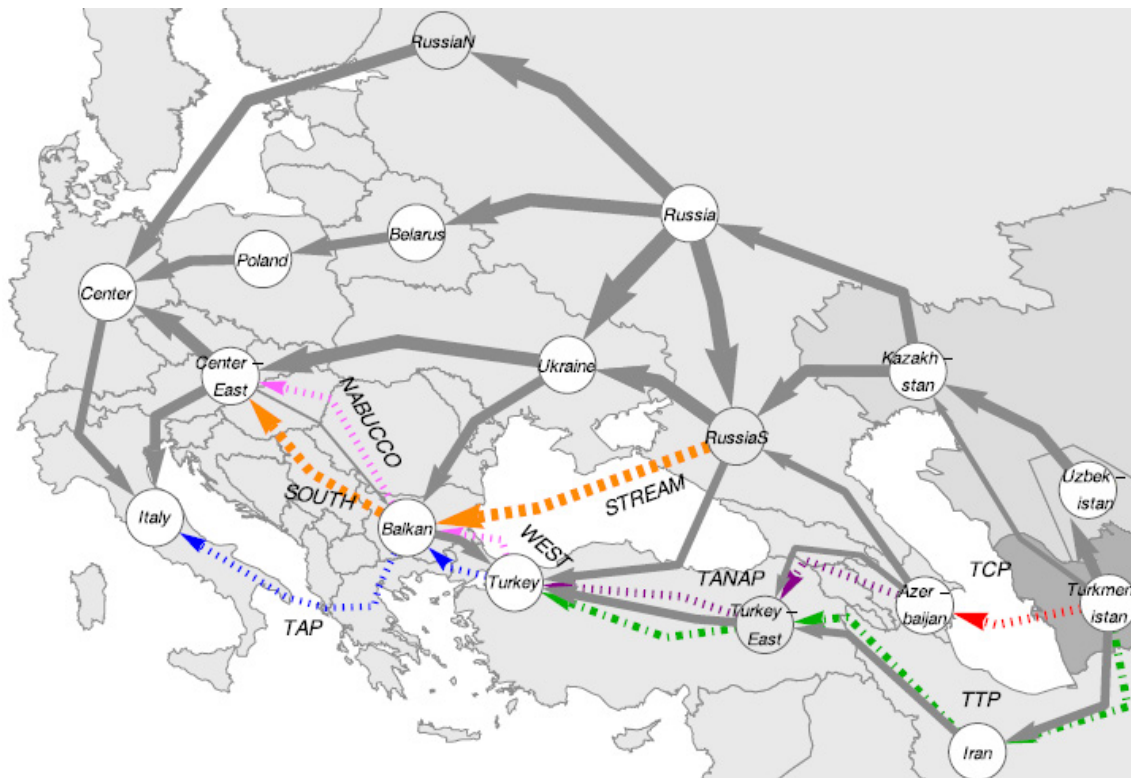 RussiaN
Russia
Belarus
Poland
Center
Center –
East
Ukraine
Kazakh –
stan
NABUCCO
RussiaS
Uzbek –
istan
SOUTH
STREAM
Italy
Balkan
WEST
Turkey
TANAP
TCP
Azer –
baijan
Turkmen
istan
Turkey –
East
TAP
TTP
Iran